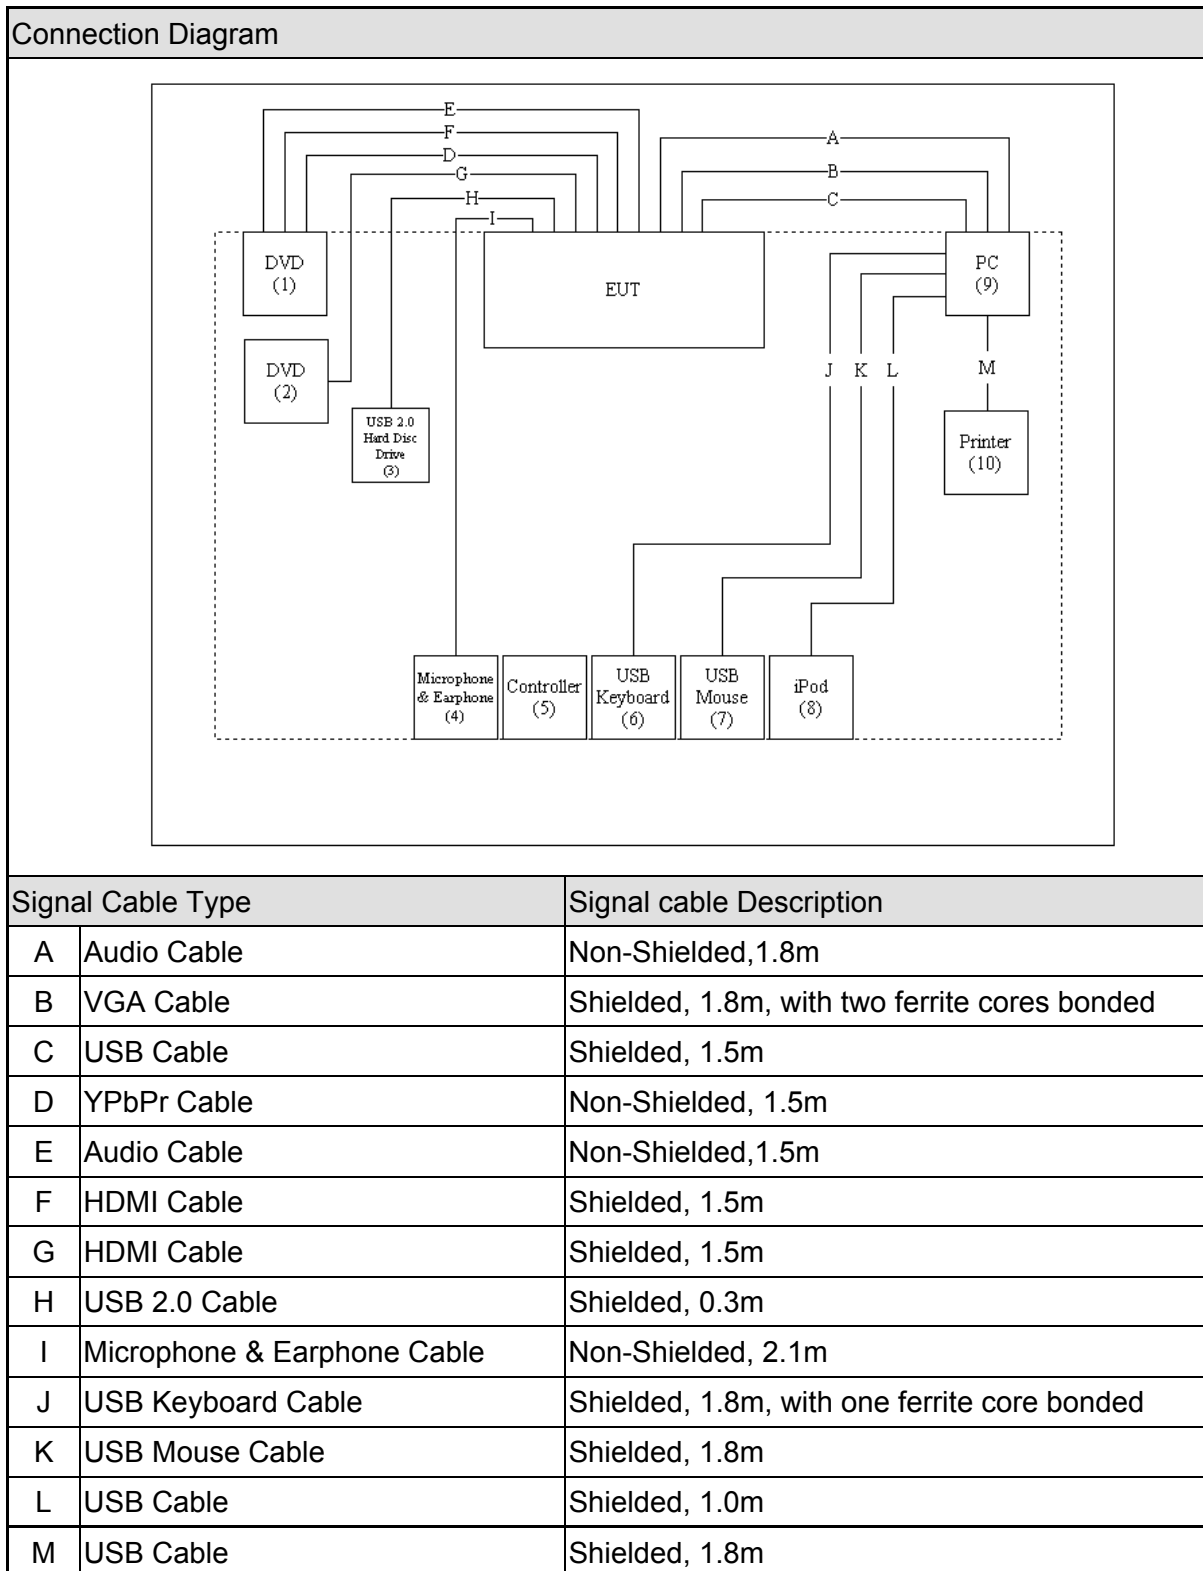 Connection Diagram
E
F
D
G
H
I
A
B
C
DVD
(1)
EUT
PC
(9)
DVD
(2)
J K L M
USB 2.0
Hard Disc
Drive
(3)
Printer
(10)
Microphone
& Earphone
(4)
Controller
(5)
USB
Keyboard
(6)
USB
Mouse
(7)
iPod
(8)
Signal Cable Type Signal cable Description
A Audio Cable Non-Shielded,1.8m
B VGA Cable Shielded, 1.8m, with two ferrite cores bonded
C USB Cable Shielded, 1.5m
D YPbPr Cable Non-Shielded, 1.5m
E Audio Cable Non-Shielded,1.5m
F HDMI Cable Shielded, 1.5m
G HDMI Cable Shielded, 1.5m
H USB 2.0 Cable Shielded, 0.3m
I Microphone & Earphone Cable Non-Shielded, 2.1m
J USB Keyboard Cable Shielded, 1.8m, with one ferrite core bonded
K USB Mouse Cable Shielded, 1.8m
L USB Cable Shielded, 1.0m
M USB Cable Shielded, 1.8m